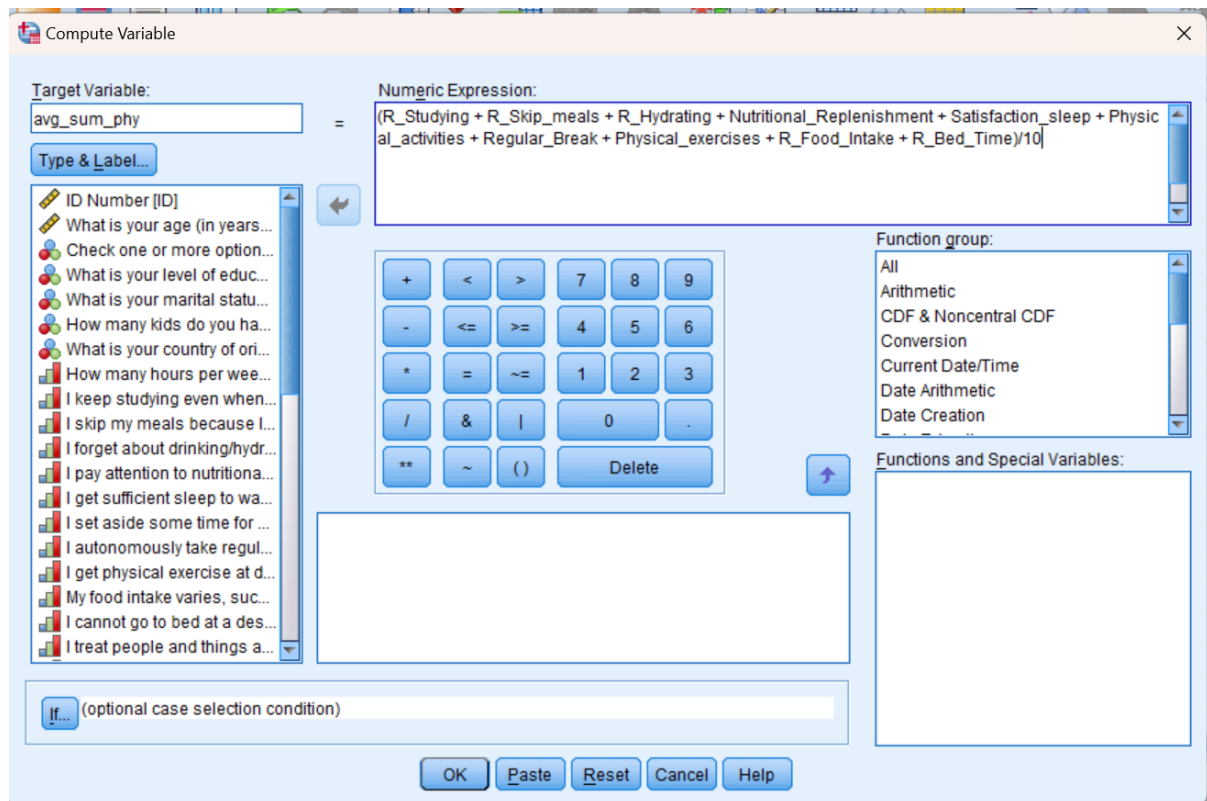 Compute Variable
Target Variable:
avg_sum_phy
=
Numeric Expression:
(R_Studying + R_Skip_meals + R_Hydrating + Nutritional_Replenishment + Satisfaction_sleep + Physic
al_activities + Regular_Break + Physical_exercises + R_Food_Intake + R_Bed_Time)/10
Type & Label...
ID Number [ID]
What is your age (in years...
Check one or more option...
What is your level of educ...
What is your marital statu...
How many kids do you ha...
What is your country of ori...
How many hours per wee...
I keep studying even when...
I skip my meals because I...
I forget about drinking/hydr...
I pay attention to nutritiona...
I get sufficient sleep to wa...
I set aside some time for ...
I autonomously take regul...
I get physical exercise at d...
My food intake varies, suc...
I cannot go to bed at a des...
I treat people and things a...
+ < > 7 8 9
- <= >= 4 5 6
* = ~= 1 2 3
/ & | 0 .
** ~ ( ) Delete
Function group:
All
Arithmetic
CDF & Noncentral CDF
Conversion
Current Date/Time
Date Arithmetic
Date Creation
Functions and Special Variables:
If... (optional case selection condition)
OK Paste Reset Cancel Help